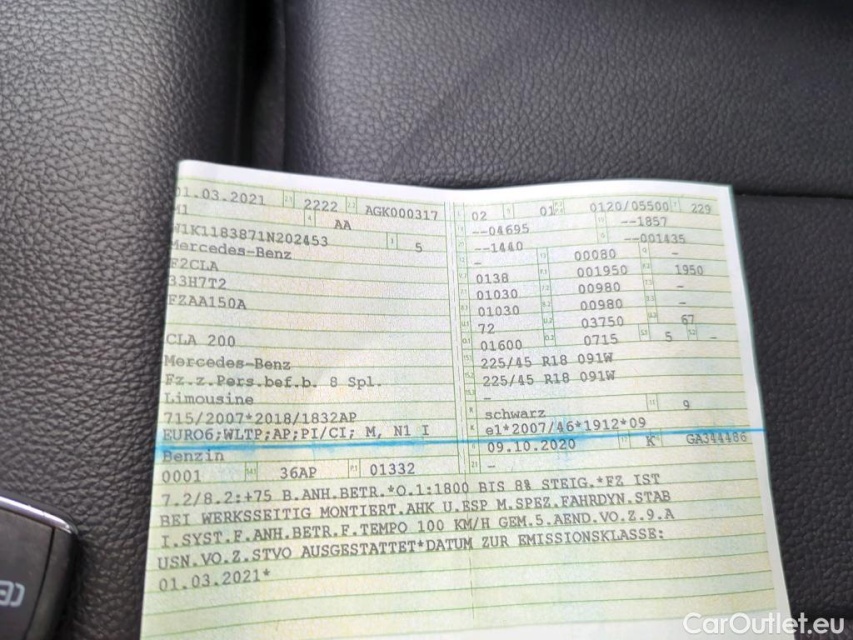 01.03.2021 2222 AGK000317
M1 AA
W1K1183871N202453 5
Mercedes-Benz
F2CLA
33H7T2
FZAA150A
CLA 200
Mercedes-Benz
Fz.z.Pers.bef.b. 8 Spl.
Limousine
715/2007*2018/1832AP
EURO6;WLTP;AP;PI/CI; M, N1 I
Benzin
0001 36AP 01332
02 01 0120/05500 229
--04695 --1857
--1440 --001435
- 00080 -
0138 001950 1950
01030 00980 -
01030 00980 -
72 03750 67
01600 0715 5 -
225/45 R18 091W
225/45 R18 091W
-
schwarz 9
e1*2007/46*1912*09
09.10.2020 K GA344486
-
7.2/8.2:+75 B.ANH.BETR.*O.1:1800 BIS 8% STEIG.*FZ IST
BEI WERKSSEITIG MONTIERT.AHK U.ESP M.SPEZ.FAHRDYN.STAB
I.SYST.F.ANH.BETR.F.TEMPO 100 KM/H GEM.5.AEND.VO.Z.9.A
USN.VO.Z.STVO AUSGESTATTET*DATUM ZUR EMISSIONSKLASSE:
01.03.2021*
CarOutlet.eu